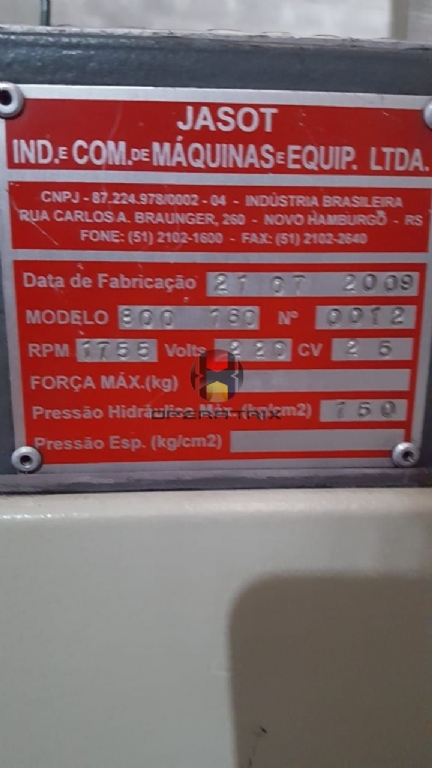 JASOT
IND.E COM.DE MÁQUINAS E EQUIP. LTDA.
CNPJ - 87.224.978/0002 - 04 - INDÚSTRIA BRASILEIRA
RUA CARLOS A. BRAUNGER, 260 - NOVO HAMBURGO - RS
FONE: (51) 2102-1600 - FAX: (51) 2102-2640
Data de Fabricação 21 07 2009
MODELO 800 160 Nº 0012
RPM 1755 Volts 220 CV 25
FORÇA MÁX.(kg)
Pressão Hidráulica Máx. (kg/cm2) 150
Pressão Esp. (kg/cm2)